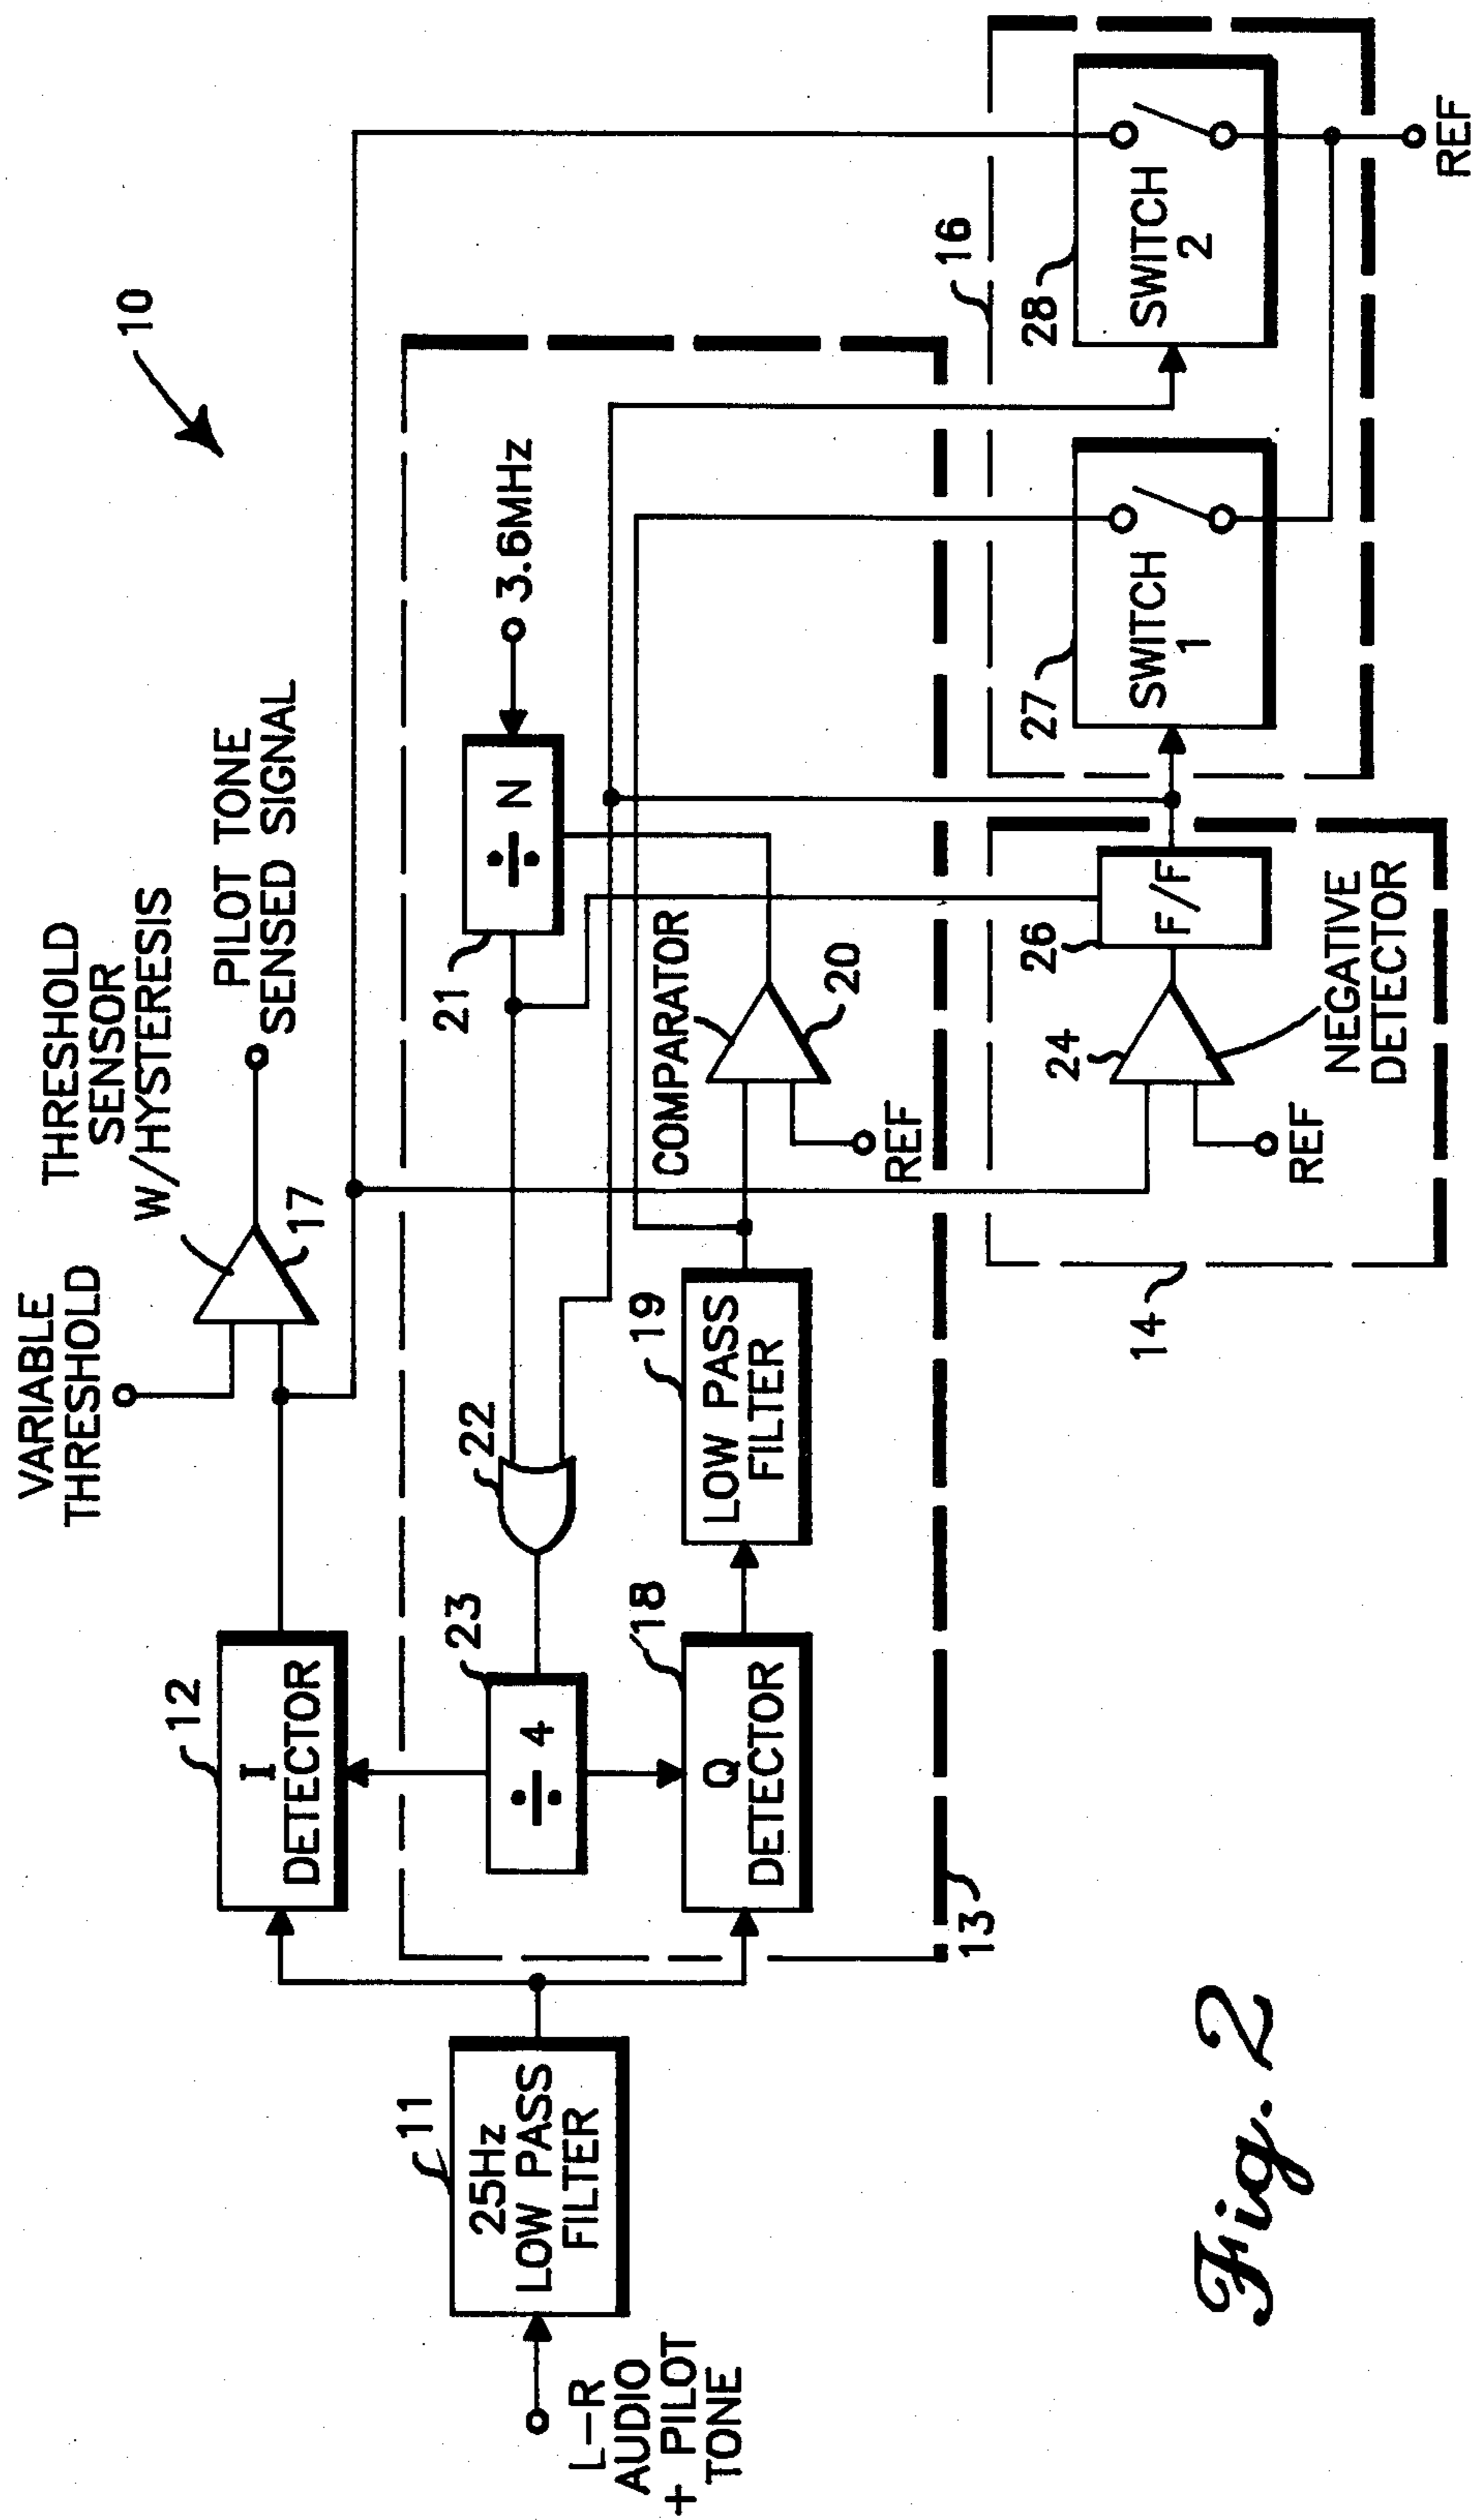 10
VARIABLE
THRESHOLD
THRESHOLD
SENSOR
W/HYSTERESIS
17
PILOT TONE
SENSED SIGNAL
12
I
DETECTOR
11
25Hz
LOW PASS
FILTER
L-R
AUDIO
+ PILOT
TONE
23
÷ 4
22
21
÷ N
3.6MHz
18
Q
DETECTOR
19
LOW PASS
FILTER
COMPARATOR
20
REF
13
16
14
24
REF
NEGATIVE
DETECTOR
26
F/F
27
SWITCH
1
28
SWITCH
2
REF
Fig. 2